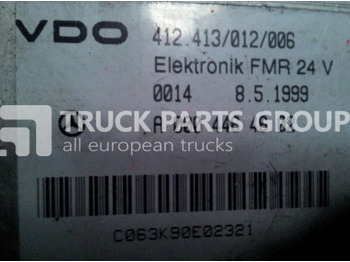 VDO 412.413/012/006
Elektronik FMR 24 V
0014 8.5.1999
TRUCK PARTS GROUP
all european trucks
C063K90E02321